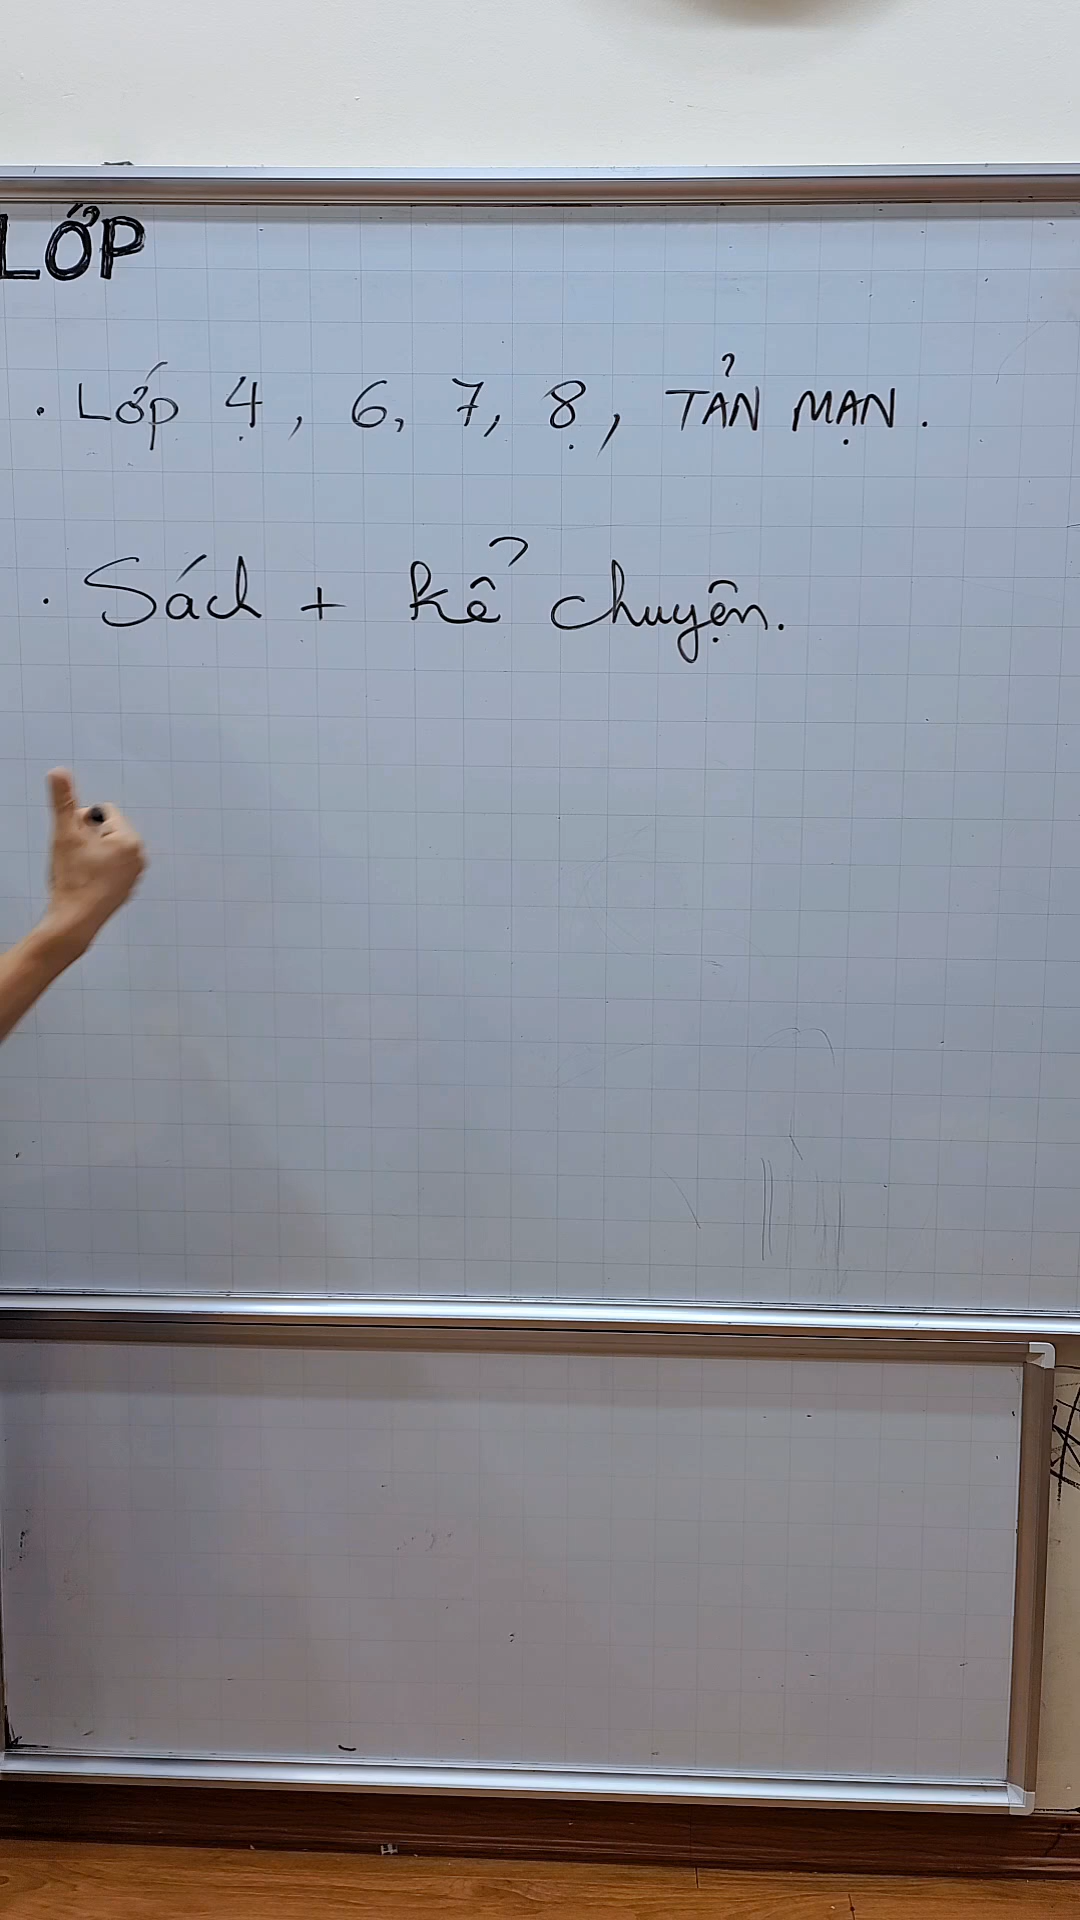 LỚP
. Lớp 4, 6, 7, 8, TẢN MẠN.
. Sách + kể chuyện.